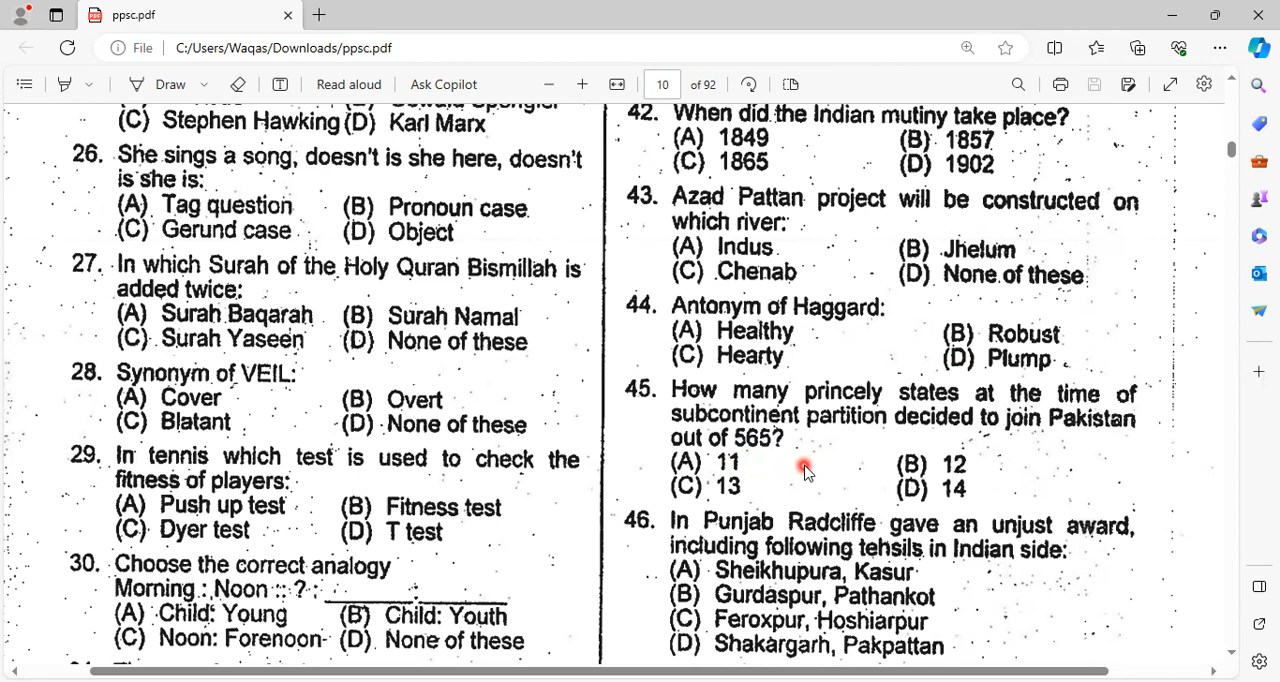 ppsc.pdf
File C:/Users/Waqas/Downloads/ppsc.pdf
Draw Read aloud Ask Copilot 10 of 92
(C) Stephen Hawking (D) Karl Marx
26. She sings a song, doesn't is she here, doesn't
is she is:
(A) Tag question (B) Pronoun case
(C) Gerund case (D) Object
27. In which Surah of the Holy Quran Bismillah is
added twice:
(A) Surah Baqarah (B) Surah Namal
(C) Surah Yaseen (D) None of these
28. Synonym of VEIL:
(A) Cover (B) Overt
(C) Blatant (D) None of these
29. In tennis which test is used to check the
fitness of players:
(A) Push up test (B) Fitness test
(C) Dyer test (D) T test
30. Choose the correct analogy
Morning : Noon :: ? : ______
(A) Child: Young (B) Child: Youth
(C) Noon: Forenoon (D) None of these
42. When did the Indian mutiny take place?
(A) 1849 (B) 1857
(C) 1865 (D) 1902
43. Azad Pattan project will be constructed on
which river:
(A) Indus (B) Jhelum
(C) Chenab (D) None of these
44. Antonym of Haggard:
(A) Healthy (B) Robust
(C) Hearty (D) Plump
45. How many princely states at the time of
subcontinent partition decided to join Pakistan
out of 565?
(A) 11 (B) 12
(C) 13 (D) 14
46. In Punjab Radcliffe gave an unjust award,
including following tehsils in Indian side:
(A) Sheikhupura, Kasur
(B) Gurdaspur, Pathankot
(C) Feroxpur, Hoshiarpur
(D) Shakargarh, Pakpattan